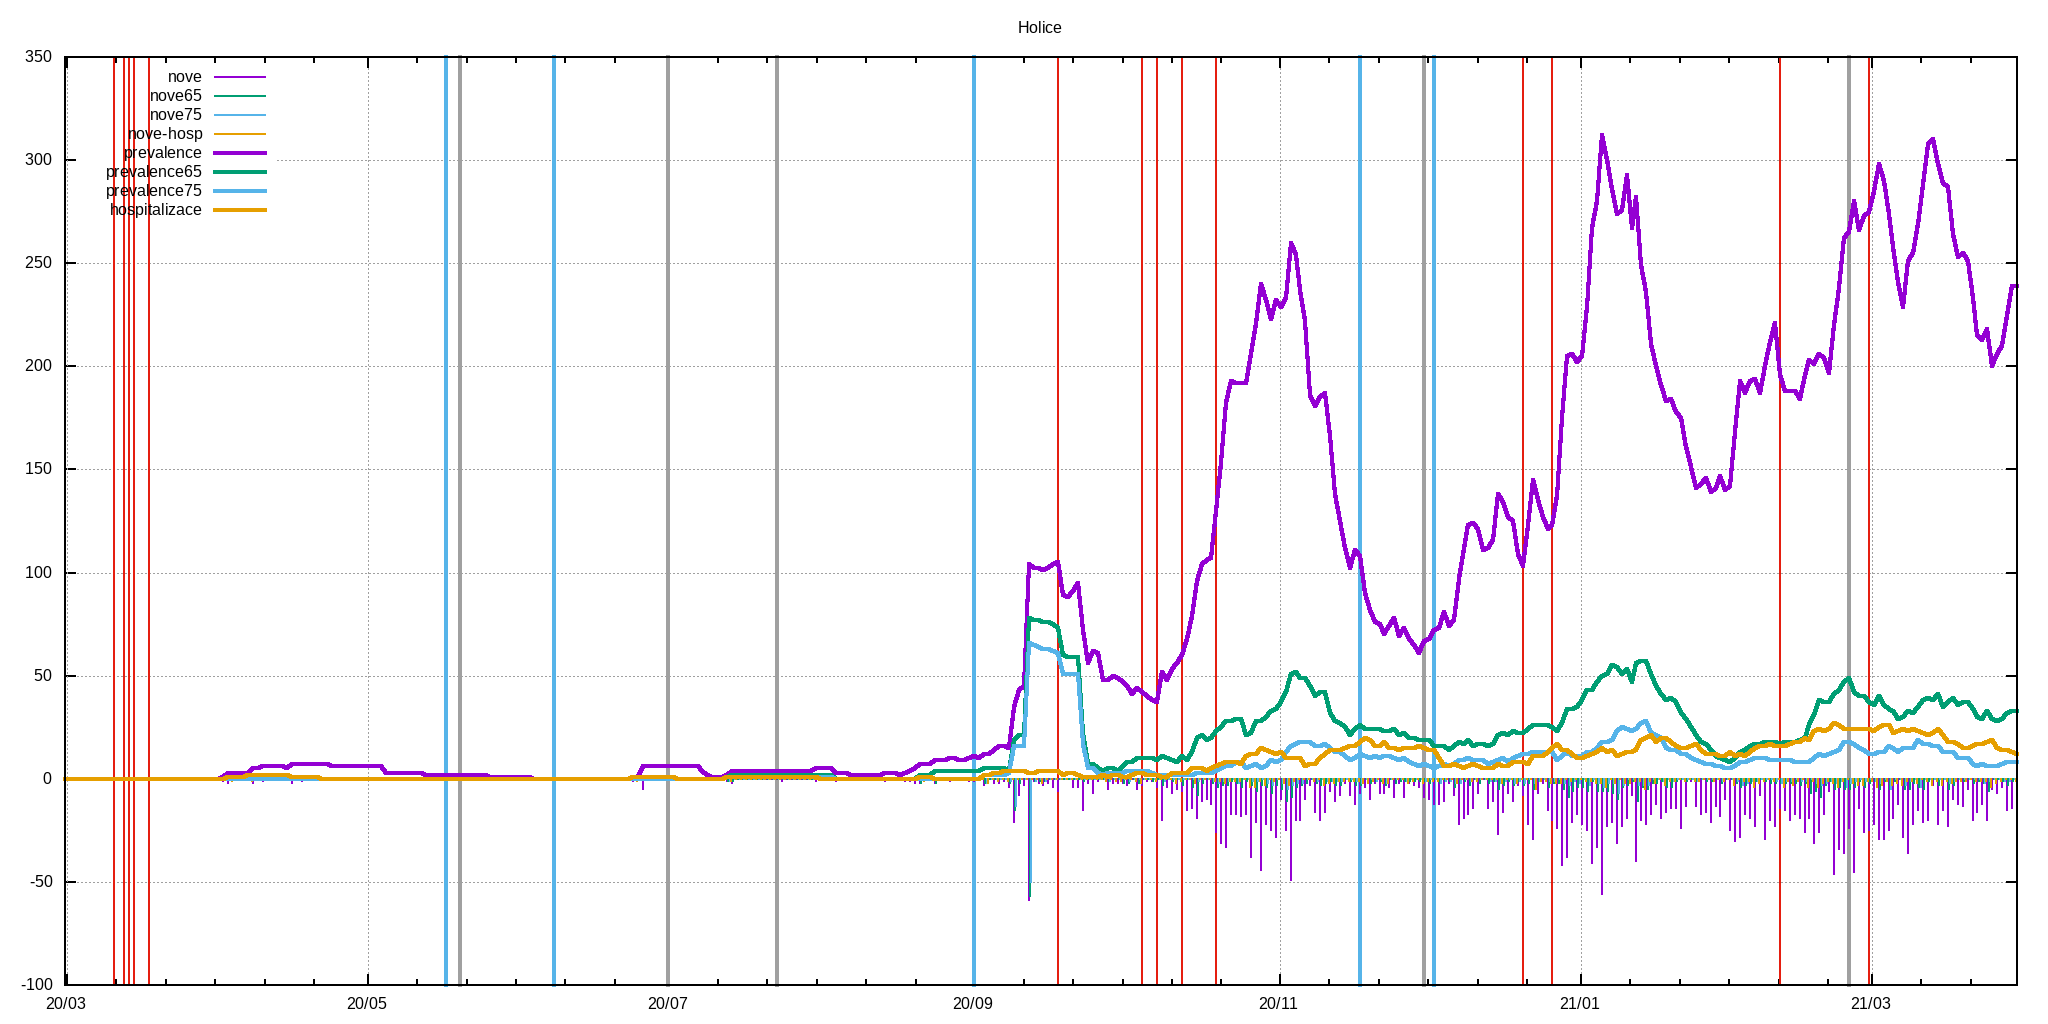 Holice
350
300
250
200
150
100
50
0
-50
-100
nove
nove65
nove75
nove-hosp
prevalence
prevalence65
prevalence75
hospitalizace
20/03 20/05 20/07 20/09 20/11 21/01 21/03